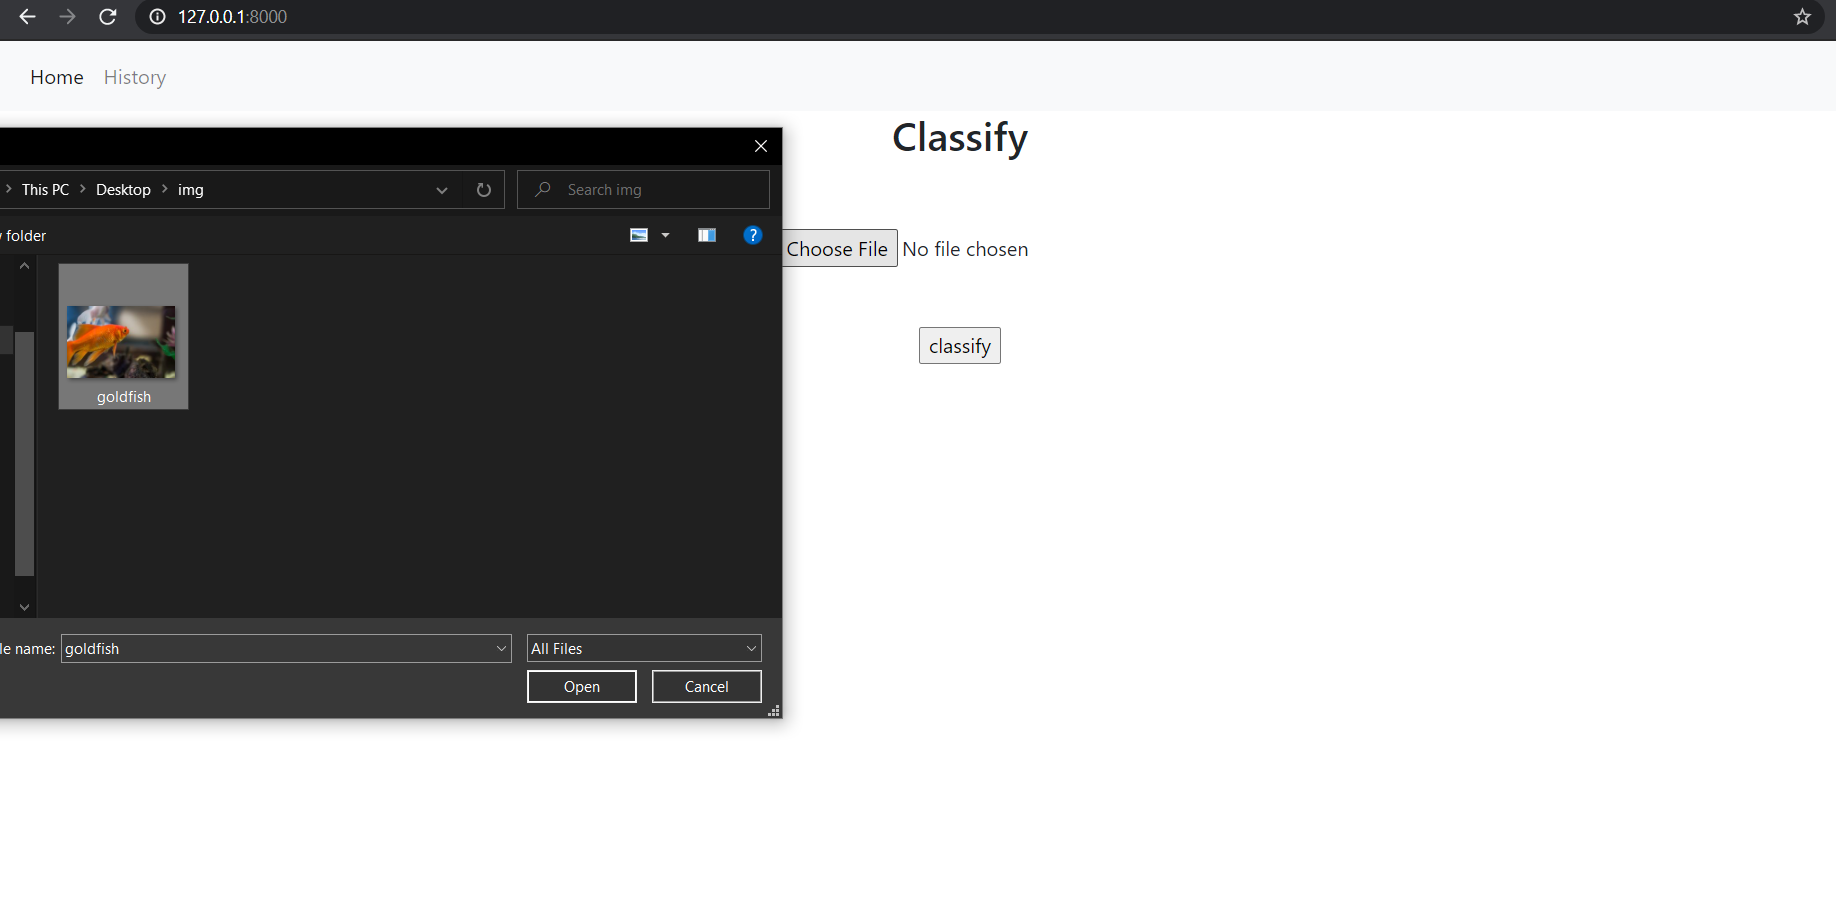 127.0.0.1:8000
Home History
Classify
This PC Desktop img
Search img
folder
?
Choose File No file chosen
goldfish
classify
le name: goldfish
All Files
Open
Cancel